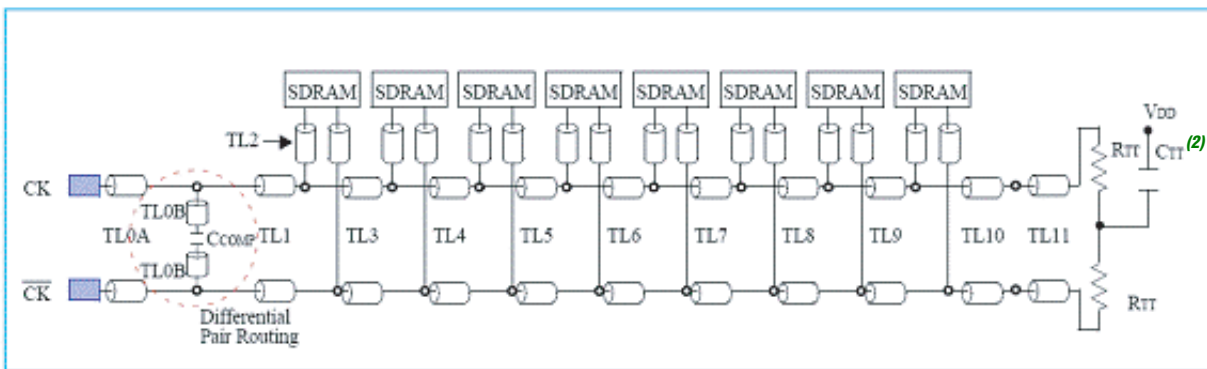 SDRAM SDRAM SDRAM SDRAM SDRAM SDRAM SDRAM SDRAM
VDD
TL2
RTT
CTT (2)
CK
TL0B
TL0A
CCOMP
TL1 TL3 TL4 TL5 TL6 TL7 TL8 TL9 TL10 TL11
TL0B
CK
RTT
Differential
Pair Routing